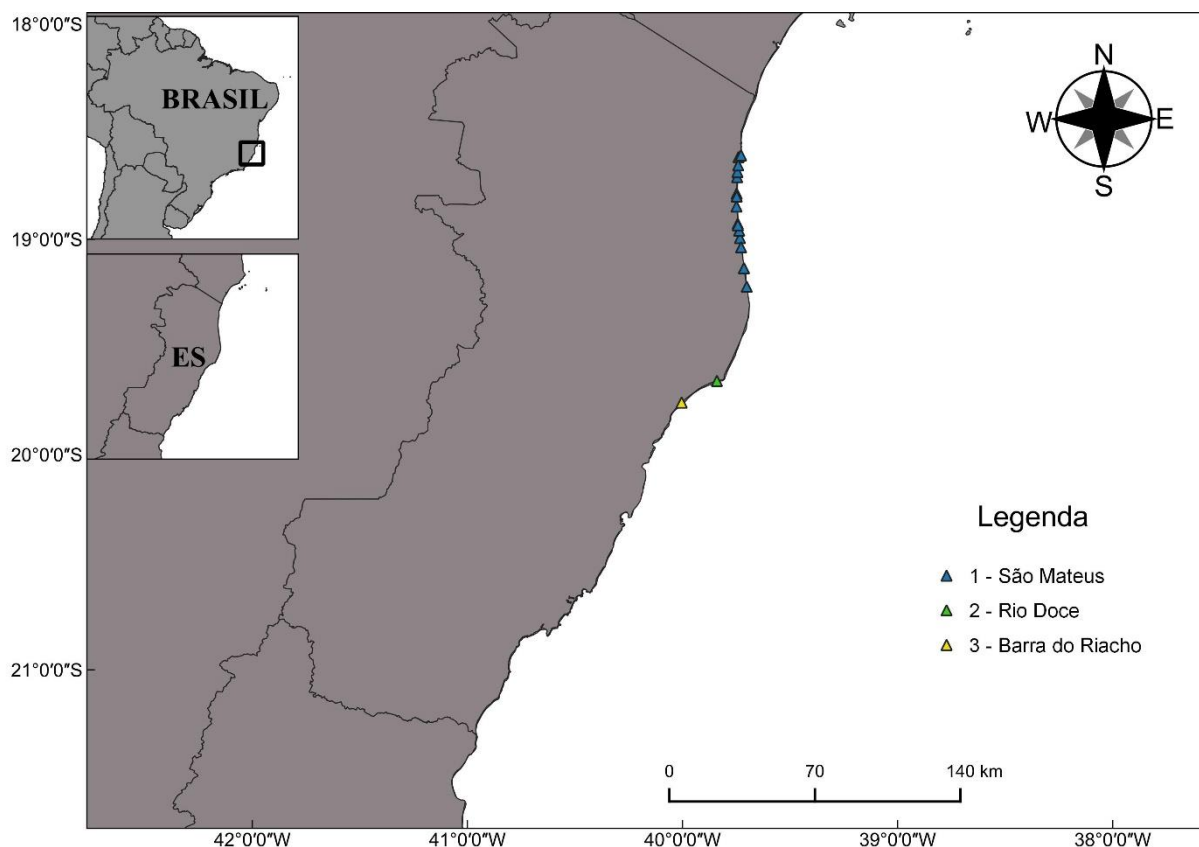 18°0'0"S
19°0'0"S
20°0'0"S
21°0'0"S
BRASIL
ES
N
W E
S
Legenda
1 - São Mateus
2 - Rio Doce
3 - Barra do Riacho
0 70 140 km
42°0'0"W 41°0'0"W 40°0'0"W 39°0'0"W 38°0'0"W